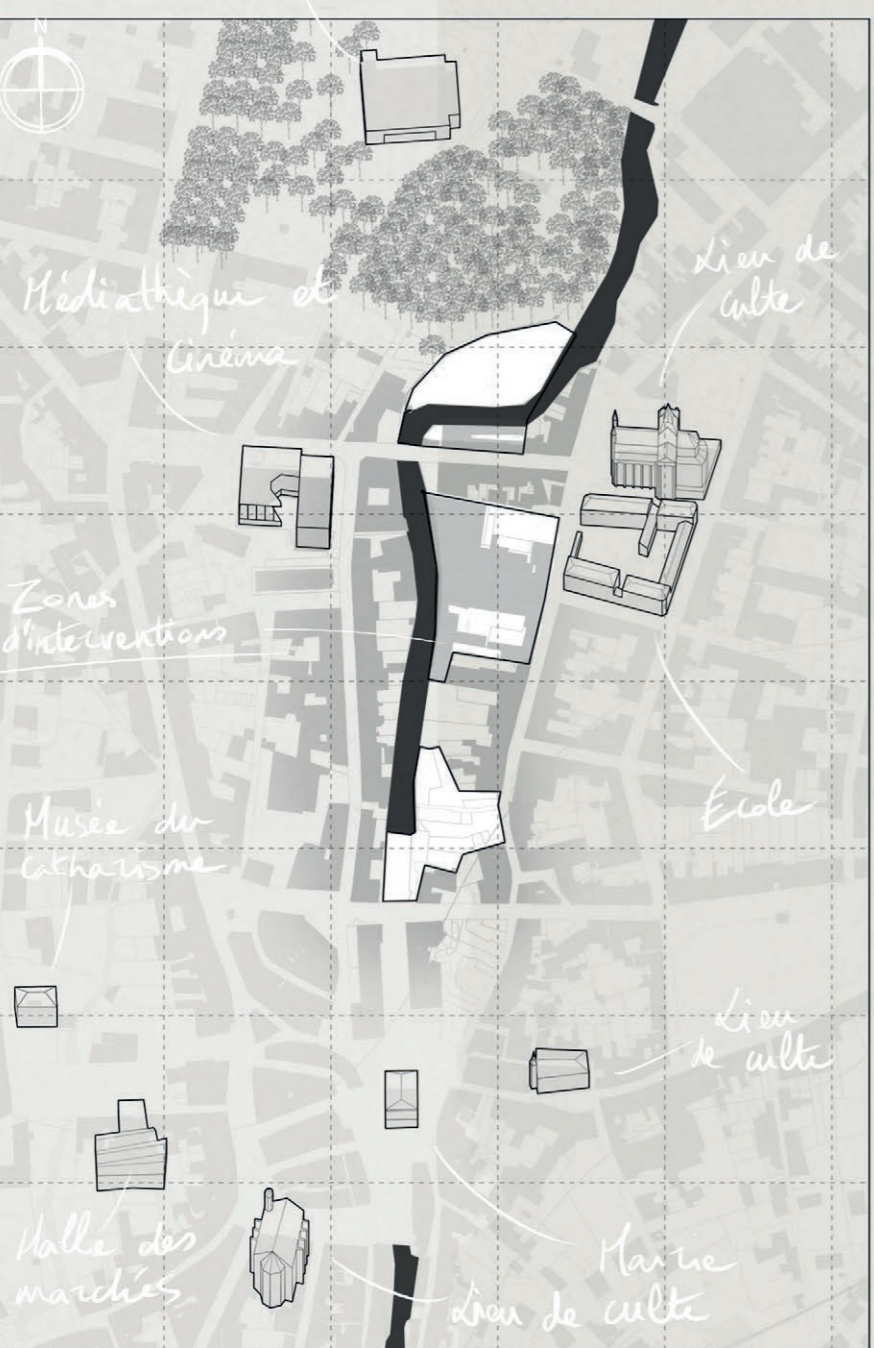 N
Médiathèque et
Cinéma
Lieu de
culte
Zones
d'interventions
École
Musée du
catharisme
Lieu
de culte
Halle des
marchés
Mairie
Lieu de culte